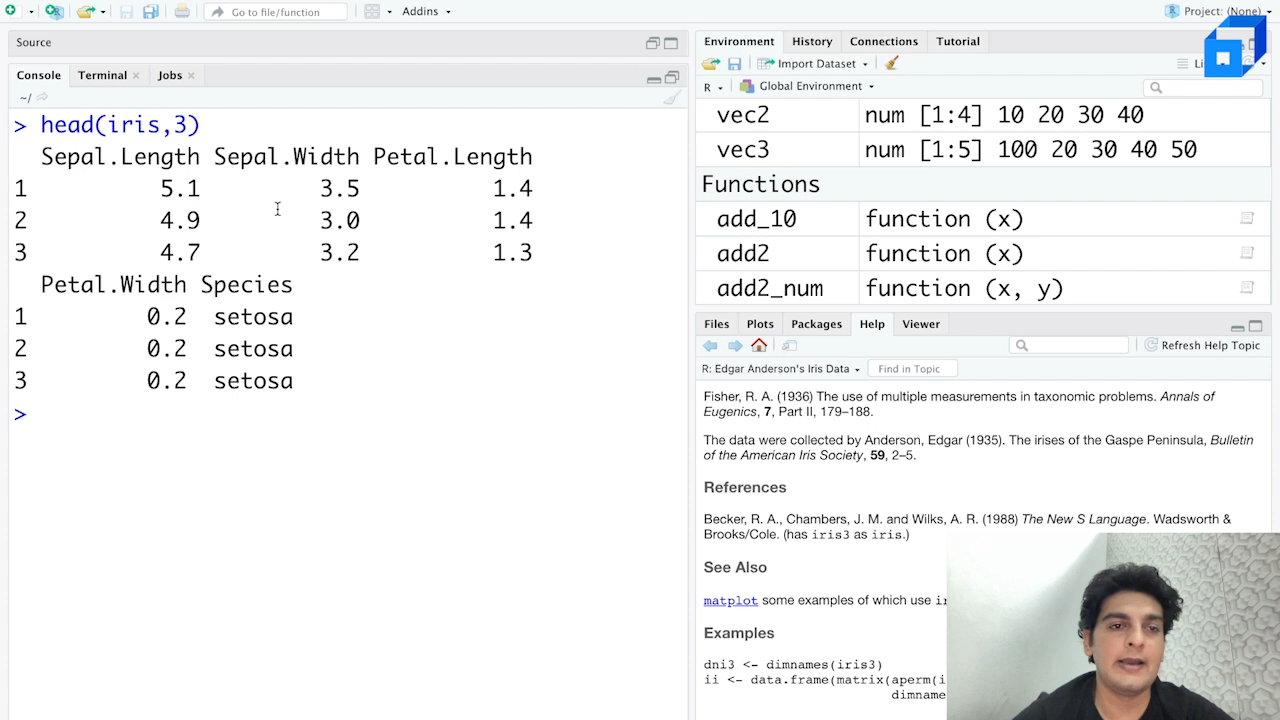 Go to file/function
Addins
Project: (None)
Source
Console Terminal Jobs
~/
> head(iris,3)
Sepal.Length Sepal.Width Petal.Length
1 5.1 3.5 1.4
2 4.9 3.0 1.4
3 4.7 3.2 1.3
Petal.Width Species
1 0.2 setosa
2 0.2 setosa
3 0.2 setosa
>
Environment History Connections Tutorial
Import Dataset
R Global Environment
vec2 num [1:4] 10 20 30 40
vec3 num [1:5] 100 20 30 40 50
Functions
add_10 function (x)
add2 function (x)
add2_num function (x, y)
Files Plots Packages Help Viewer
Refresh Help Topic
R: Edgar Anderson's Iris Data Find in Topic
Fisher, R. A. (1936) The use of multiple measurements in taxonomic problems. Annals of
Eugenics, 7, Part II, 179–188.
The data were collected by Anderson, Edgar (1935). The irises of the Gaspe Peninsula, Bulletin
of the American Iris Society, 59, 2–5.
References
Becker, R. A., Chambers, J. M. and Wilks, A. R. (1988) The New S Language. Wadsworth &
Brooks/Cole. (has iris3 as iris.)
See Also
matplot some examples of which use
Examples
dni3 <- dimnames(iris3)
ii <- data.frame(matrix(aperm(i
dimname